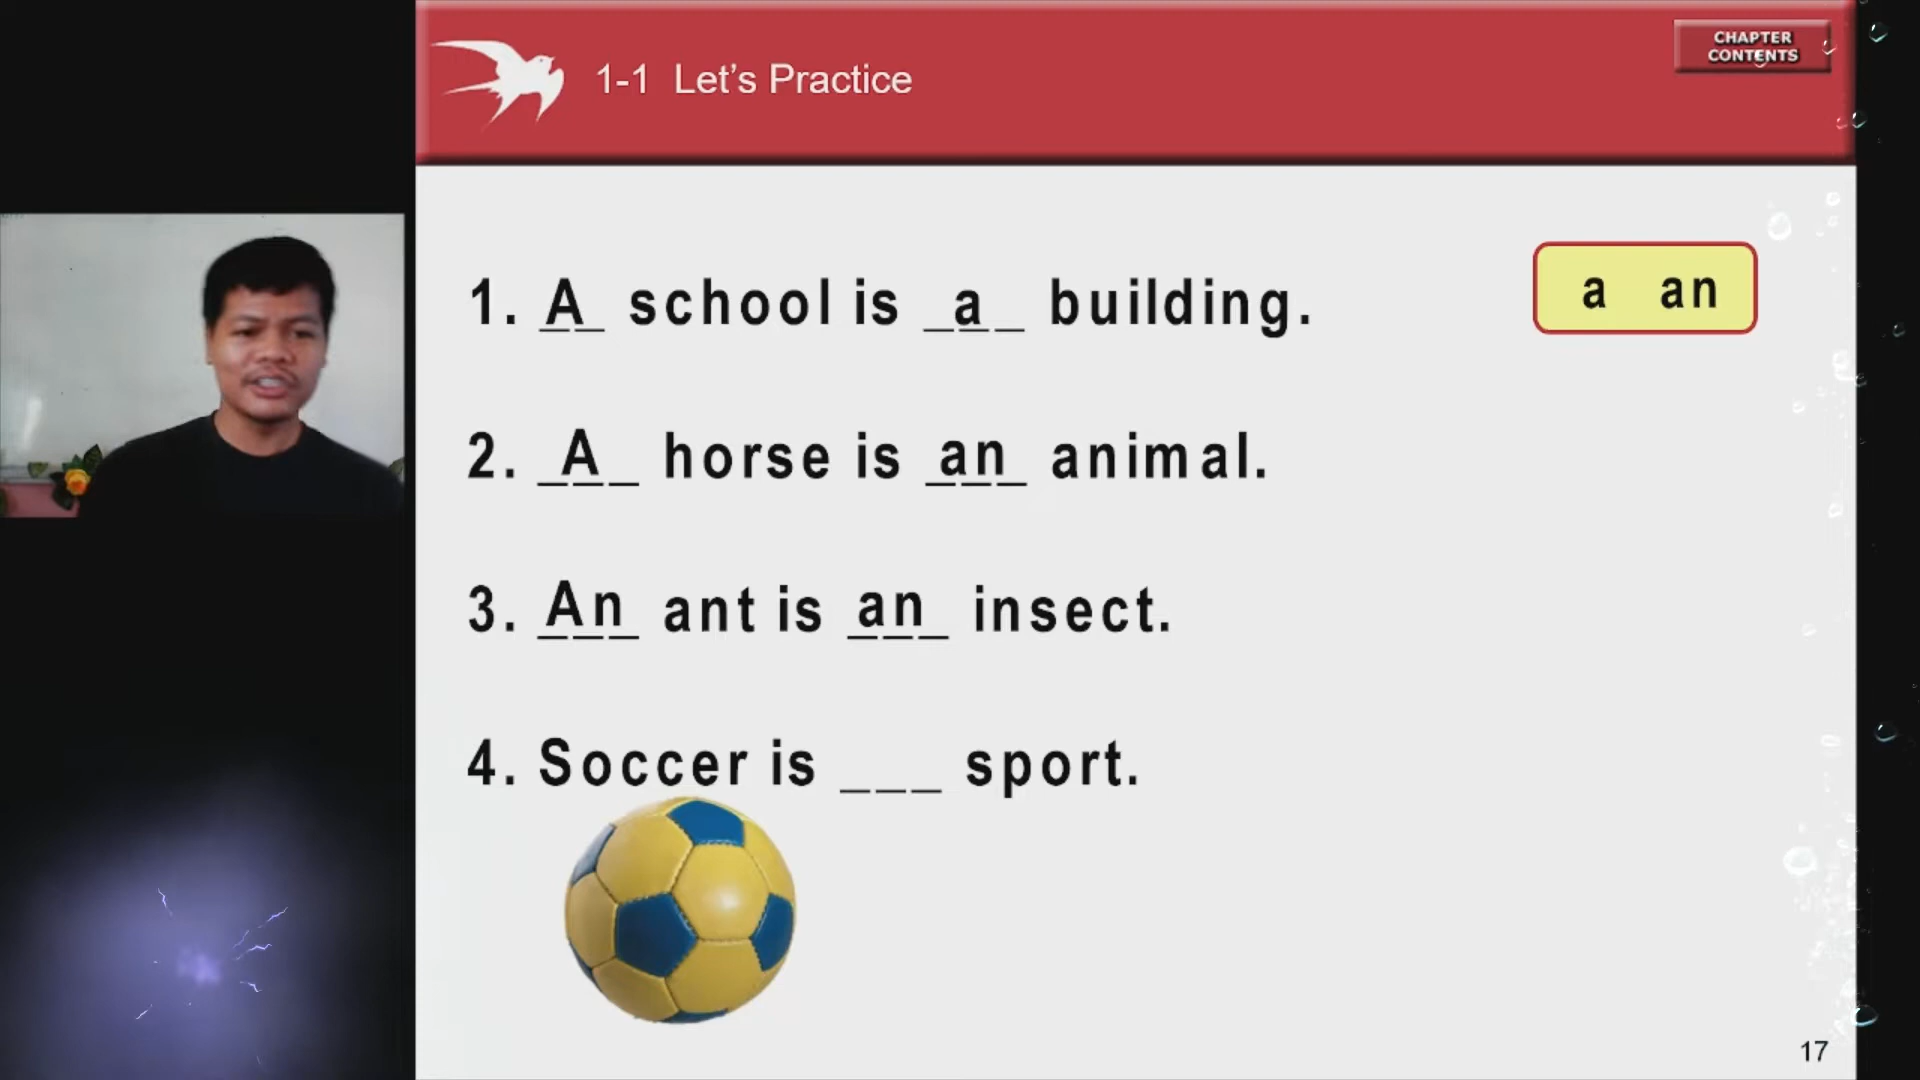 1-1 Let's Practice
CHAPTER
CONTENTS
a an
1. A school is a building.
2. A horse is an animal.
3. An ant is an insect.
4. Soccer is ___ sport.
17